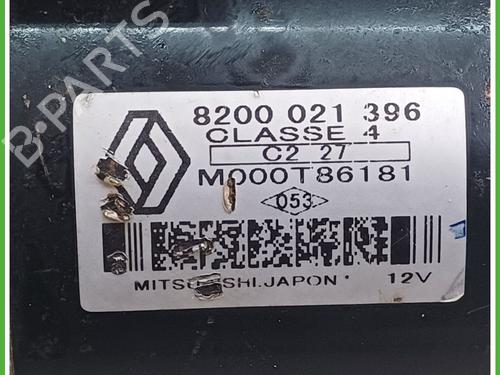 B-PARTS
8200 021 396
CLASSE 4
C2 27
M000T86181
053
JAPON 12V